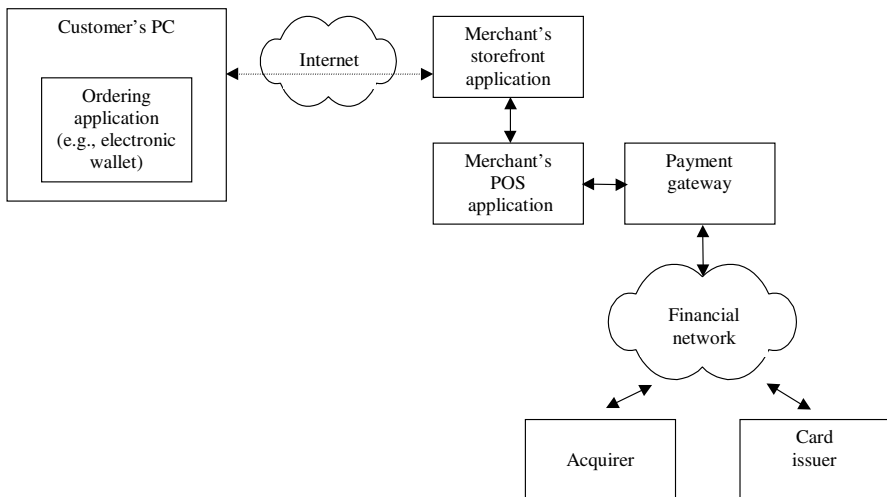 Customer's PC
Ordering
application
(e.g., electronic
wallet)
Internet
Merchant's
storefront
application
Merchant's
POS
application
Payment
gateway
Financial
network
Acquirer
Card
issuer